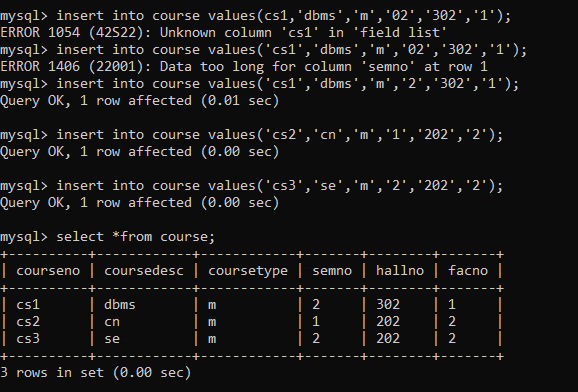 mysql> insert into course values(cs1,'dbms','m','02','302','1');
ERROR 1054 (42S22): Unknown column 'cs1' in 'field list'
mysql> insert into course values('cs1','dbms','m','02','302','1');
ERROR 1406 (22001): Data too long for column 'semno' at row 1
mysql> insert into course values('cs1','dbms','m','2','302','1');
Query OK, 1 row affected (0.01 sec)

mysql> insert into course values('cs2','cn','m','1','202','2');
Query OK, 1 row affected (0.00 sec)

mysql> insert into course values('cs3','se','m','2','202','2');
Query OK, 1 row affected (0.00 sec)

mysql> select *from course;
+----------+------------+------------+-------+--------+-------+
| courseno | coursedesc | coursetype | semno | hallno | facno |
+----------+------------+------------+-------+--------+-------+
| cs1      | dbms       | m          | 2     | 302    | 1     |
| cs2      | cn         | m          | 1     | 202    | 2     |
| cs3      | se         | m          | 2     | 202    | 2     |
+----------+------------+------------+-------+--------+-------+
3 rows in set (0.00 sec)